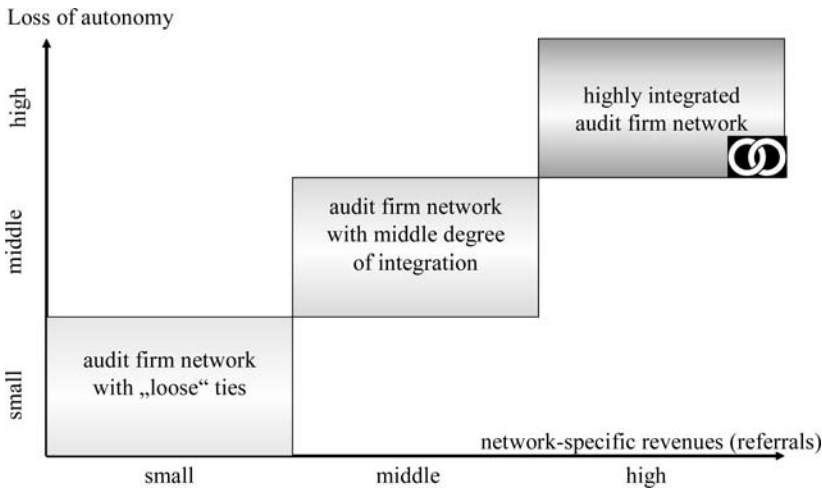 Loss of autonomy
high
highly integrated
audit firm network
middle
audit firm network
with middle degree
of integration
small
audit firm network
with „loose“ ties
network-specific revenues (referrals)
small
middle
high